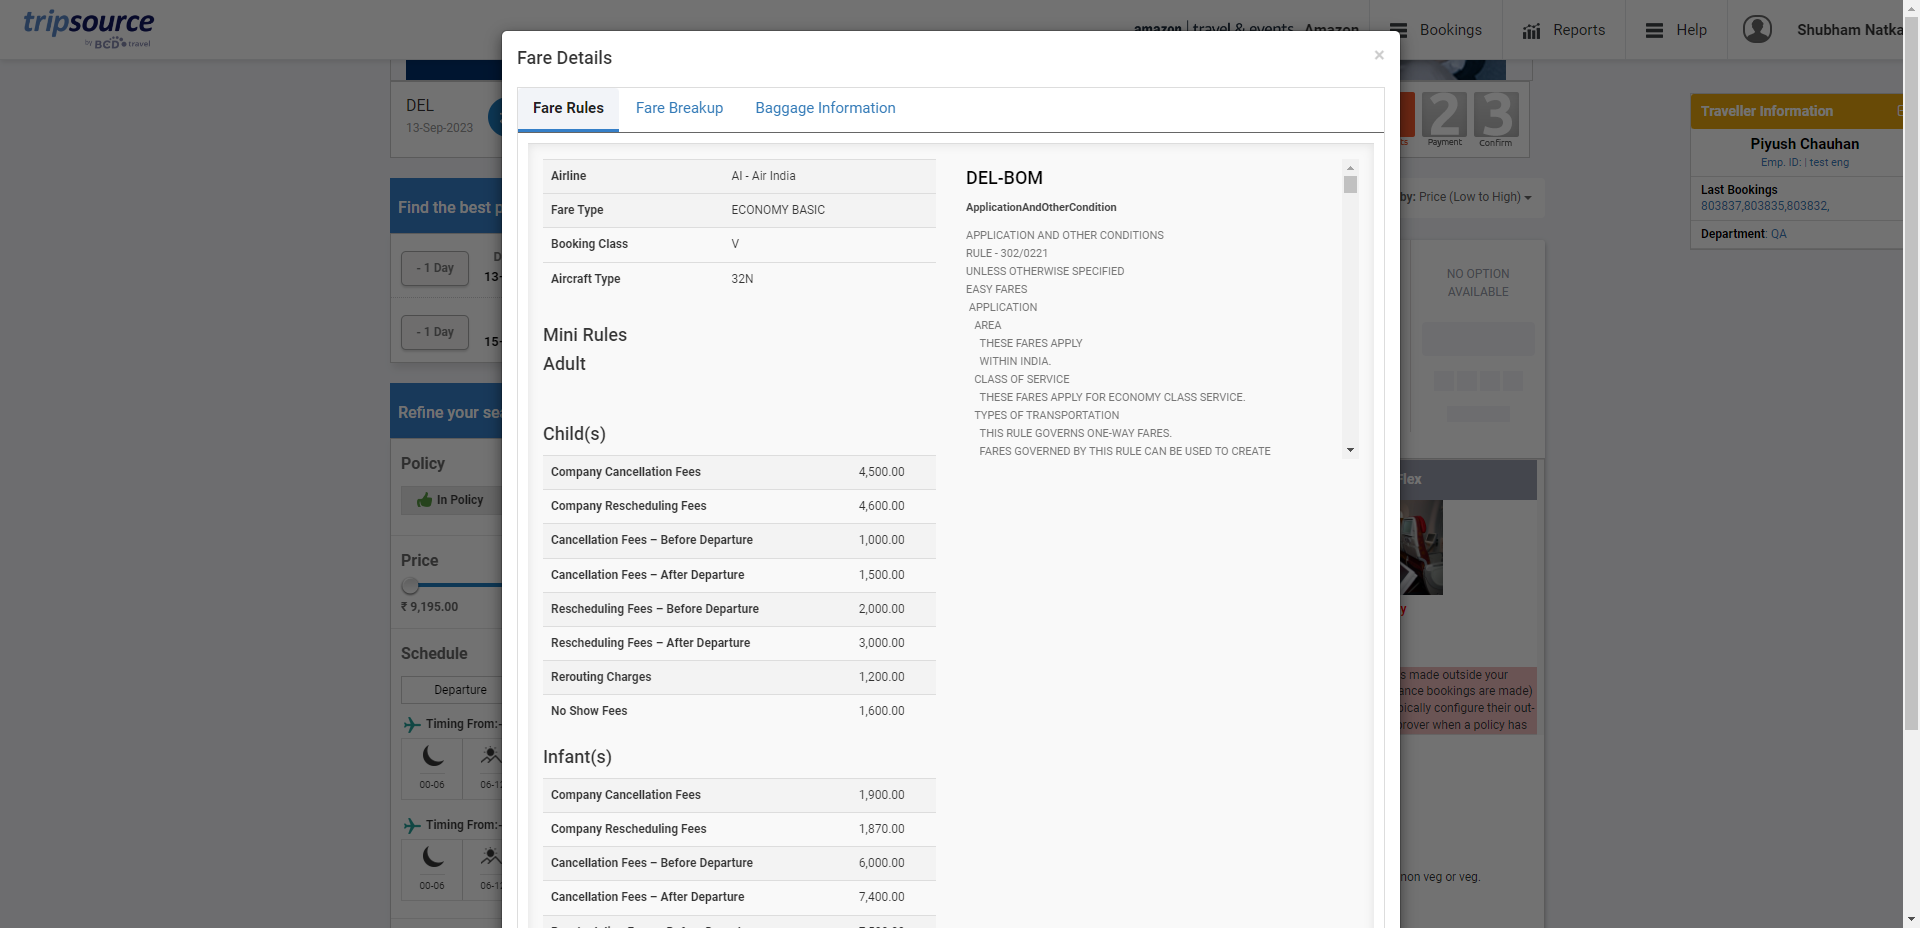 tripsource
by BCD travel
amazon | travel & events Amazon
Bookings
Reports
Help
Shubham Natka
Fare Details
×
Fare Rules
Fare Breakup
Baggage Information
DEL
13-Sep-2023
Find the best p
- 1 Day
D
13-
- 1 Day
15-
Refine your sea
Policy
In Policy
Price
₹ 9,195.00
Schedule
Departure
Timing From:-
00-06
06-12
Timing From:-
00-06
06-12
Airline AI - Air India
Fare Type ECONOMY BASIC
Booking Class V
Aircraft Type 32N
Mini Rules
Adult
Child(s)
Company Cancellation Fees 4,500.00
Company Rescheduling Fees 4,600.00
Cancellation Fees – Before Departure 1,000.00
Cancellation Fees – After Departure 1,500.00
Rescheduling Fees – Before Departure 2,000.00
Rescheduling Fees – After Departure 3,000.00
Rerouting Charges 1,200.00
No Show Fees 1,600.00
Infant(s)
Company Cancellation Fees 1,900.00
Company Rescheduling Fees 1,870.00
Cancellation Fees – Before Departure 6,000.00
Cancellation Fees – After Departure 7,400.00
DEL-BOM
ApplicationAndOtherCondition
APPLICATION AND OTHER CONDITIONS
RULE - 302/0221
UNLESS OTHERWISE SPECIFIED
EASY FARES
APPLICATION
AREA
THESE FARES APPLY
WITHIN INDIA.
CLASS OF SERVICE
THESE FARES APPLY FOR ECONOMY CLASS SERVICE.
TYPES OF TRANSPORTATION
THIS RULE GOVERNS ONE-WAY FARES.
FARES GOVERNED BY THIS RULE CAN BE USED TO CREATE
ts
2
Payment
3
Confirm
by: Price (Low to High)
NO OPTION
AVAILABLE
Flex
y
s made outside your
ance bookings are made)
pically configure their out-
rover when a policy has
non veg or veg.
Traveller Information
Piyush Chauhan
Emp. ID: | test eng
Last Bookings
803837,803835,803832,
Department: QA